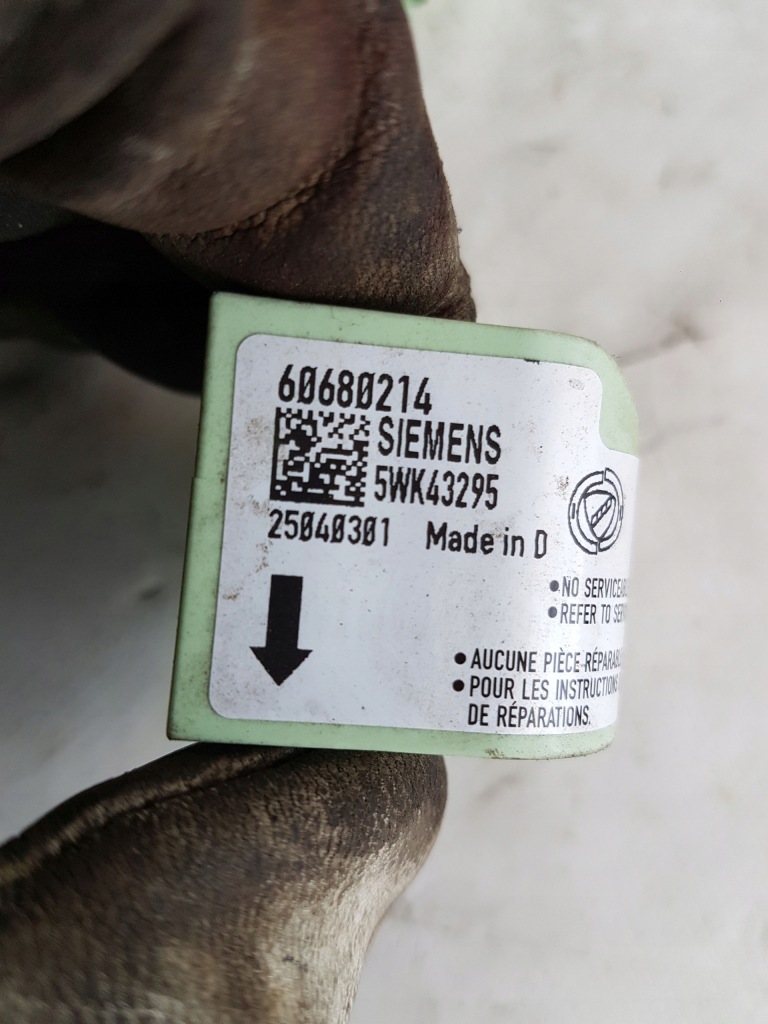 60680214
SIEMENS
5WK43295
25040301 Made in D
•NO
•REFER TO
•AUCUNE PIÈCE
•POUR LES INSTRUCTIONS
DE RÉPARATIONS.